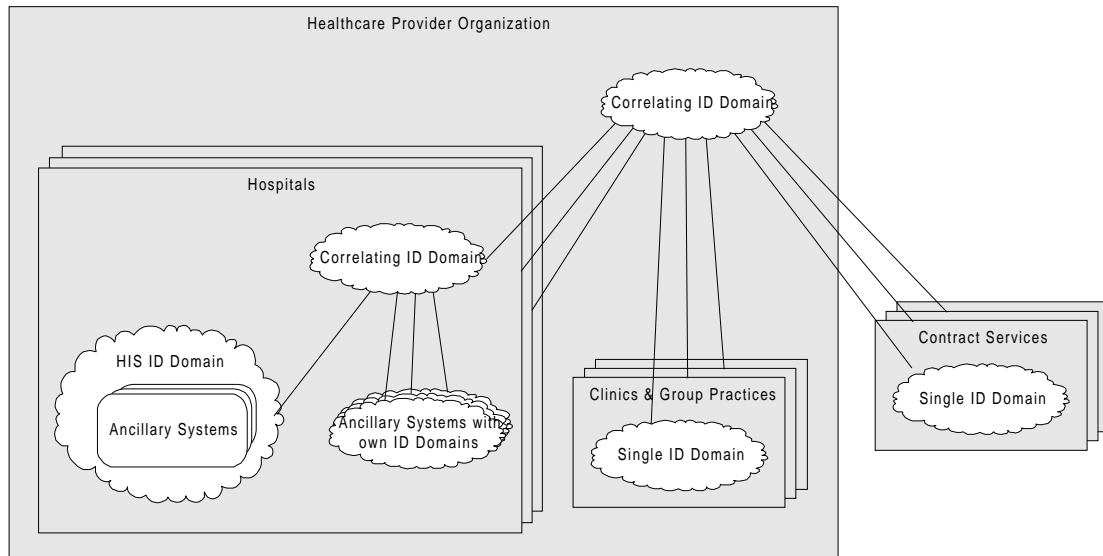 Healthcare Provider Organization
Correlating ID Domain
Hospitals
Correlating ID Domain
HIS ID Domain
Ancillary Systems
Ancillary Systems with
own ID Domains
Clinics & Group Practices
Single ID Domain
Contract Services
Single ID Domain